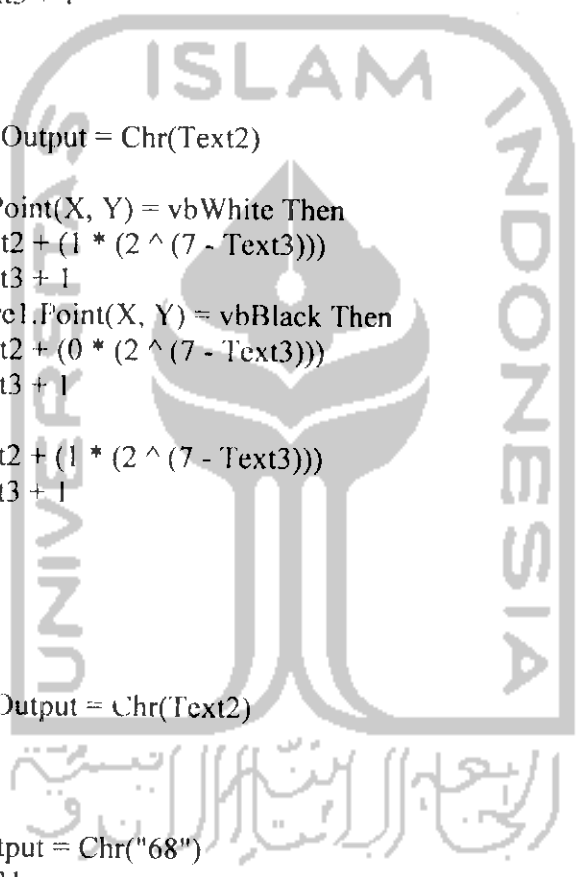 ISLAM
UNIVERSITAS
INDONESIA
Output = Chr(Text2)
Point(X, Y) = vbWhite Then
t2 + (1 * (2 ^ (7 - Text3)))
t3 + 1
re1.Point(X, Y) = vbBlack Then
t2 + (0 * (2 ^ (7 - Text3)))
t3 + 1
t2 + (1 * (2 ^ (7 - Text3)))
t3 + 1
Output = Chr(Text2)
tput = Chr("68")